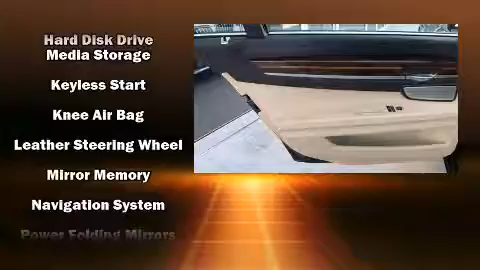 Hard Disk Drive
Media Storage
Keyless Start
Knee Air Bag
Leather Steering Wheel
Mirror Memory
Navigation System
Power Folding Mirrors